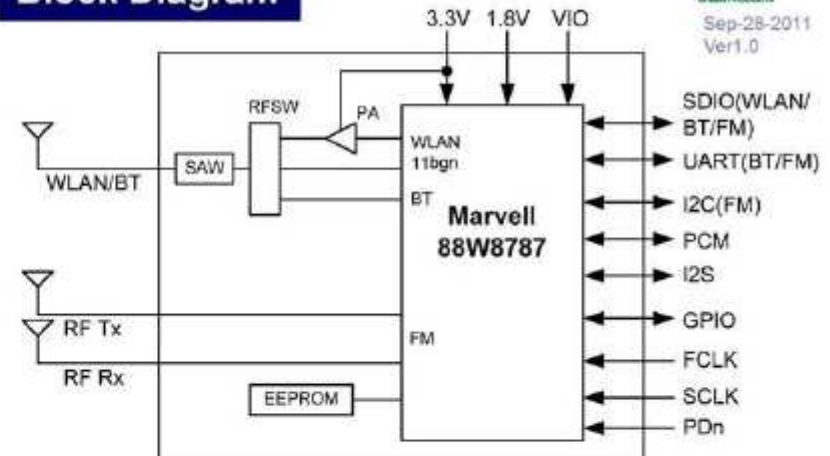 Block Diagram
Sep-28-2011
Ver1.0
3.3V 1.8V VIO
RFSW
PA
SAW
WLAN/BT
WLAN
11bgn
BT
Marvell
88W8787
SDIO(WLAN/
BT/FM)
UART(BT/FM)
I2C(FM)
PCM
I2S
GPIO
FCLK
SCLK
PDn
RF Tx
RF Rx
FM
EEPROM